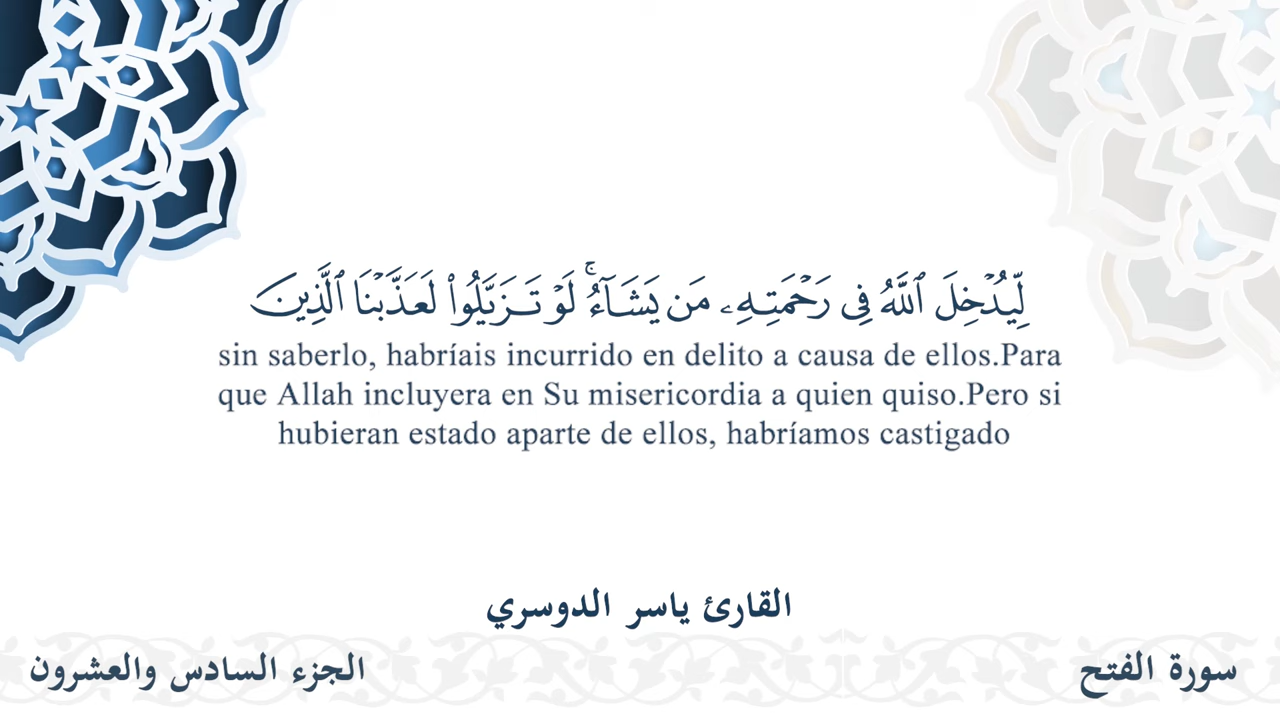 لِّيُدۡخِلَ ٱللَّهُ فِي رَحۡمَتِهِۦ مَن يَشَآءُۚ لَوۡ تَزَيَّلُواْ لَعَذَّبۡنَا ٱلَّذِينَ
sin saberlo, habríais incurrido en delito a causa de ellos.Para
que Allah incluyera en Su misericordia a quien quiso.Pero si
hubieran estado aparte de ellos, habríamos castigado
القارئ ياسر الدوسري
سورة الفتح
الجزء السادس والعشرون